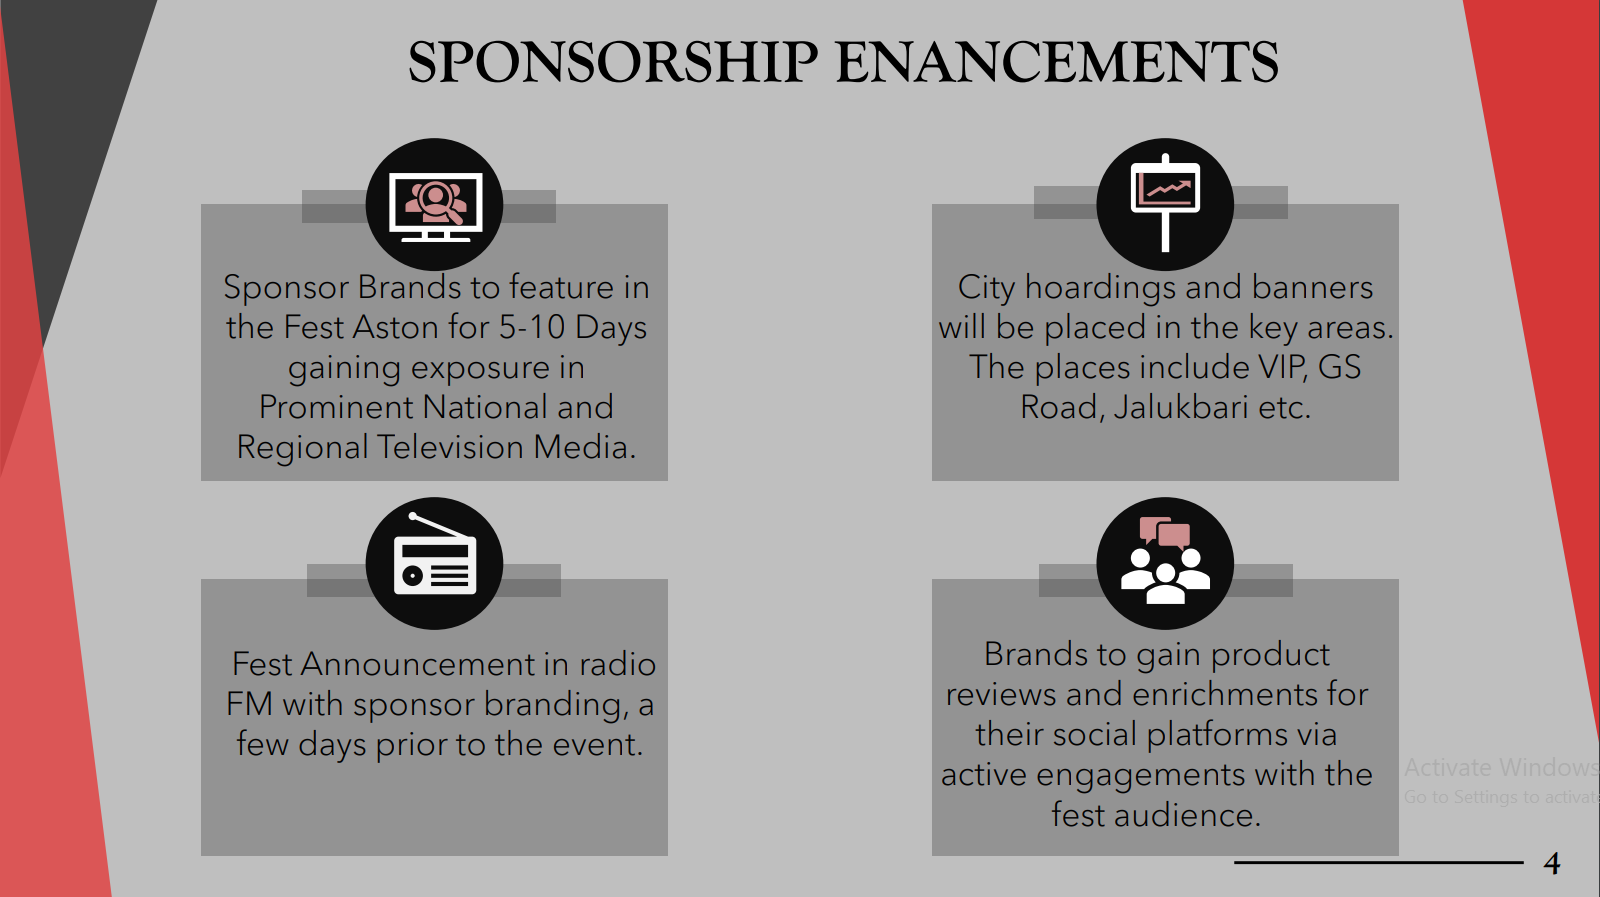 SPONSORSHIP ENANCEMENTS
Sponsor Brands to feature in
the Fest Aston for 5-10 Days
gaining exposure in
Prominent National and
Regional Television Media.
City hoardings and banners
will be placed in the key areas.
The places include VIP, GS
Road, Jalukbari etc.
Fest Announcement in radio
FM with sponsor branding, a
few days prior to the event.
Brands to gain product
reviews and enrichments for
their social platforms via
active engagements with the
fest audience.
Activate Windows
Go to Settings to activat
4